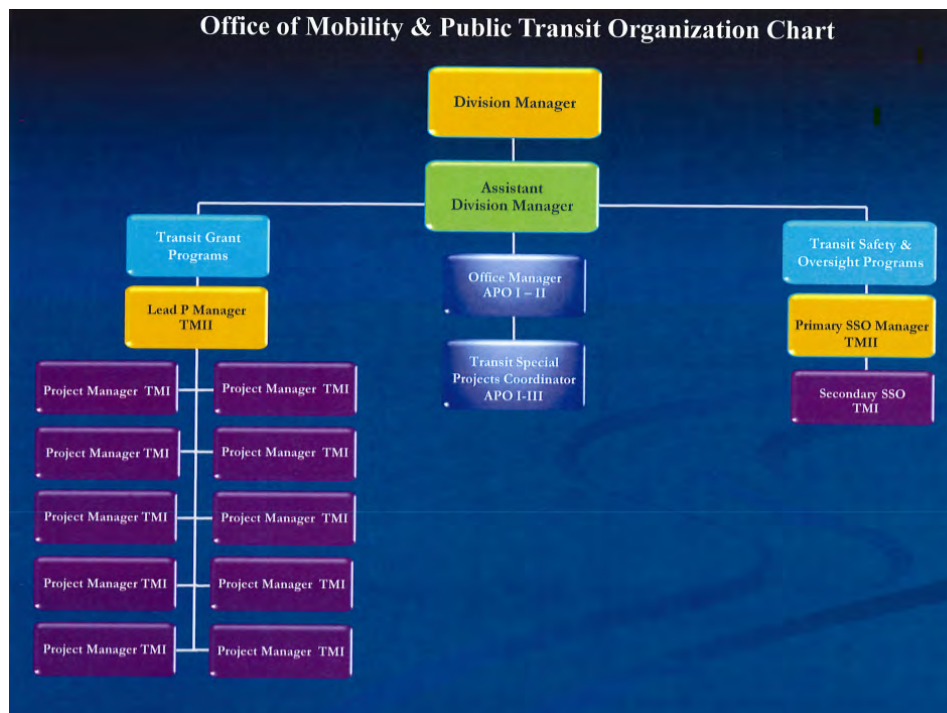 Office of Mobility & Public Transit Organization Chart
Division Manager
Assistant
Division Manager
Transit Grant
Programs
Lead P Manager
TMII
Project Manager TMI
Project Manager TMI
Project Manager TMI
Project Manager TMI
Project Manager TMI
Project Manager TMI
Project Manager TMI
Project Manager TMI
Project Manager TMI
Project Manager TMI
Office Manager
APO I – II
Transit Special
Projects Coordinator
APO I-III
Transit Safety &
Oversight Programs
Primary SSO Manager
TMII
Secondary SSO
TMI